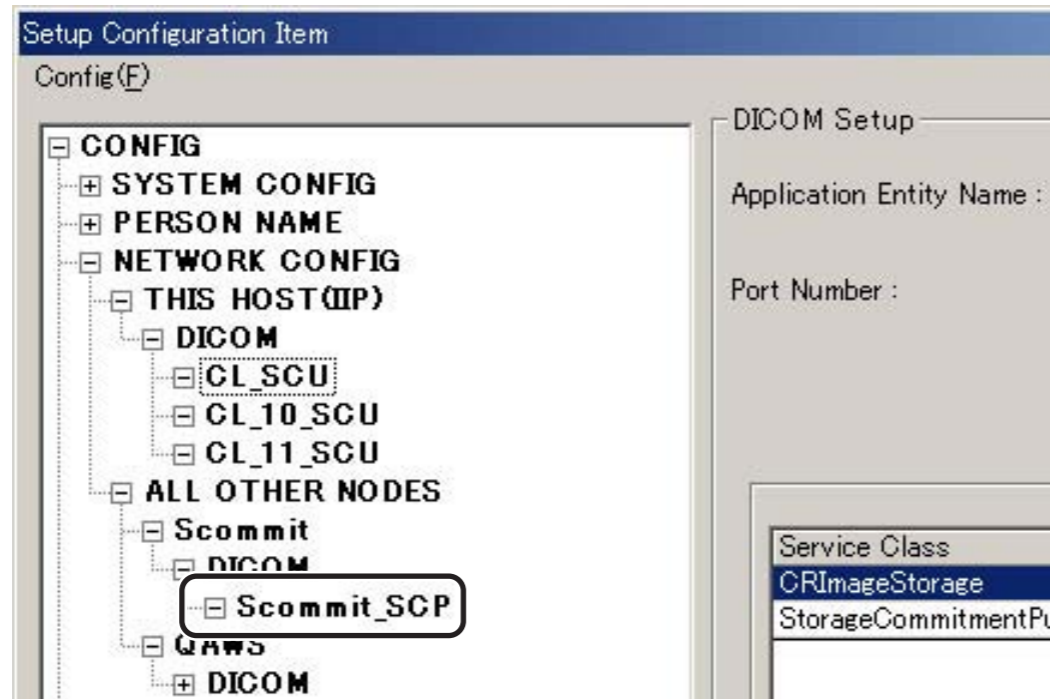 Setup Configuration Item
Config(F)
CONFIG
SYSTEM CONFIG
PERSON NAME
NETWORK CONFIG
THIS HOST(IIP)
DICOM
CL_SCU
CL_10_SCU
CL_11_SCU
ALL OTHER NODES
Scommit
DICOM
Scommit_SCP
QAWS
DICOM
DICOM Setup
Application Entity Name :
Port Number :
Service Class
CRImageStorage
StorageCommitmentPu